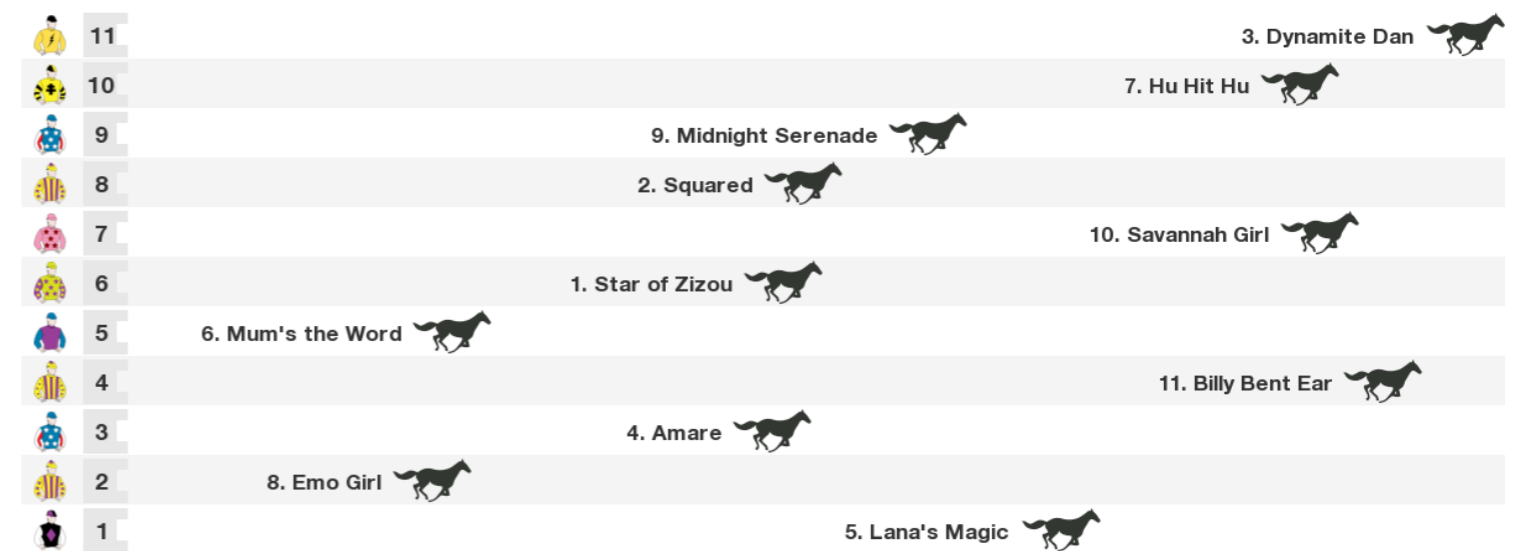 11 3. Dynamite Dan
10 7. Hu Hit Hu
9 9. Midnight Serenade
8 2. Squared
7 10. Savannah Girl
6 1. Star of Zizou
5 6. Mum's the Word
4 11. Billy Bent Ear
3 4. Amare
2 8. Emo Girl
1 5. Lana's Magic